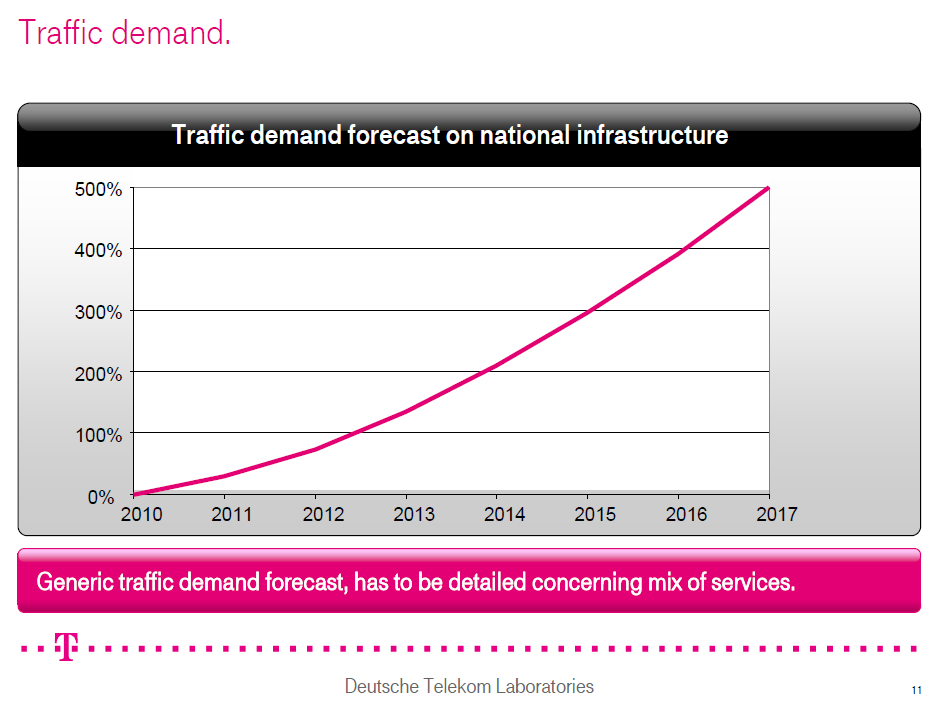 Traffic demand.
Traffic demand forecast on national infrastructure
500%
400%
300%
200%
100%
0%
2010 2011 2012 2013 2014 2015 2016 2017
Generic traffic demand forecast, has to be detailed concerning mix of services.
T
Deutsche Telekom Laboratories
11